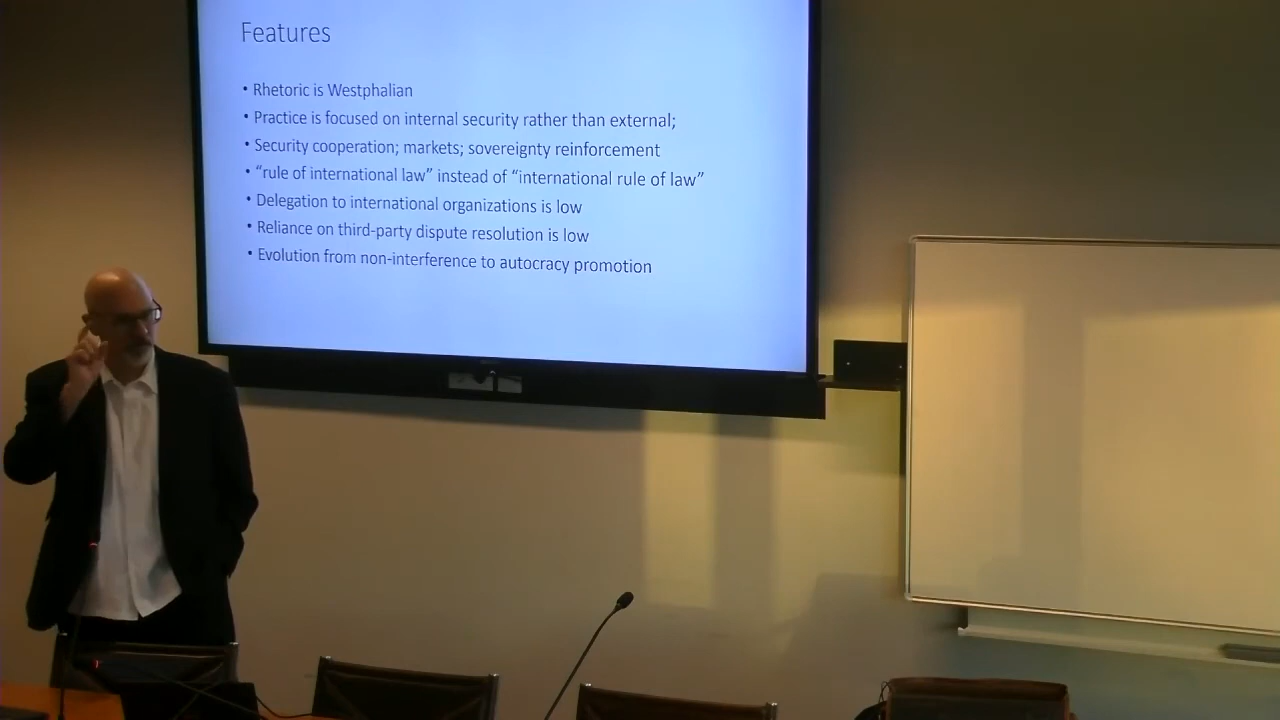 Features
• Rhetoric is Westphalian
• Practice is focused on internal security rather than external;
• Security cooperation; markets; sovereignty reinforcement
• “rule of international law” instead of “international rule of law”
• Delegation to international organizations is low
• Reliance on third-party dispute resolution is low
• Evolution from non-interference to autocracy promotion